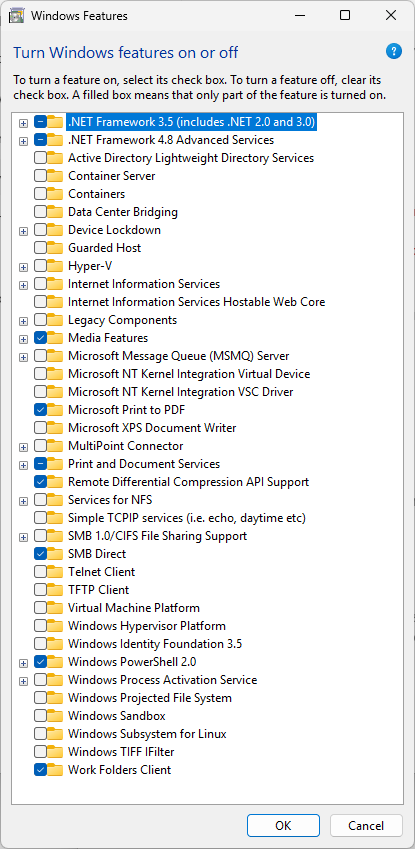 Windows Features
Turn Windows features on or off
?
To turn a feature on, select its check box. To turn a feature off, clear its
check box. A filled box means that only part of the feature is turned on.
.NET Framework 3.5 (includes .NET 2.0 and 3.0)
.NET Framework 4.8 Advanced Services
Active Directory Lightweight Directory Services
Container Server
Containers
Data Center Bridging
Device Lockdown
Guarded Host
Hyper-V
Internet Information Services
Internet Information Services Hostable Web Core
Legacy Components
Media Features
Microsoft Message Queue (MSMQ) Server
Microsoft NT Kernel Integration Virtual Device
Microsoft NT Kernel Integration VSC Driver
Microsoft Print to PDF
Microsoft XPS Document Writer
MultiPoint Connector
Print and Document Services
Remote Differential Compression API Support
Services for NFS
Simple TCPIP services (i.e. echo, daytime etc)
SMB 1.0/CIFS File Sharing Support
SMB Direct
Telnet Client
TFTP Client
Virtual Machine Platform
Windows Hypervisor Platform
Windows Identity Foundation 3.5
Windows PowerShell 2.0
Windows Process Activation Service
Windows Projected File System
Windows Sandbox
Windows Subsystem for Linux
Windows TIFF IFilter
Work Folders Client
OK
Cancel